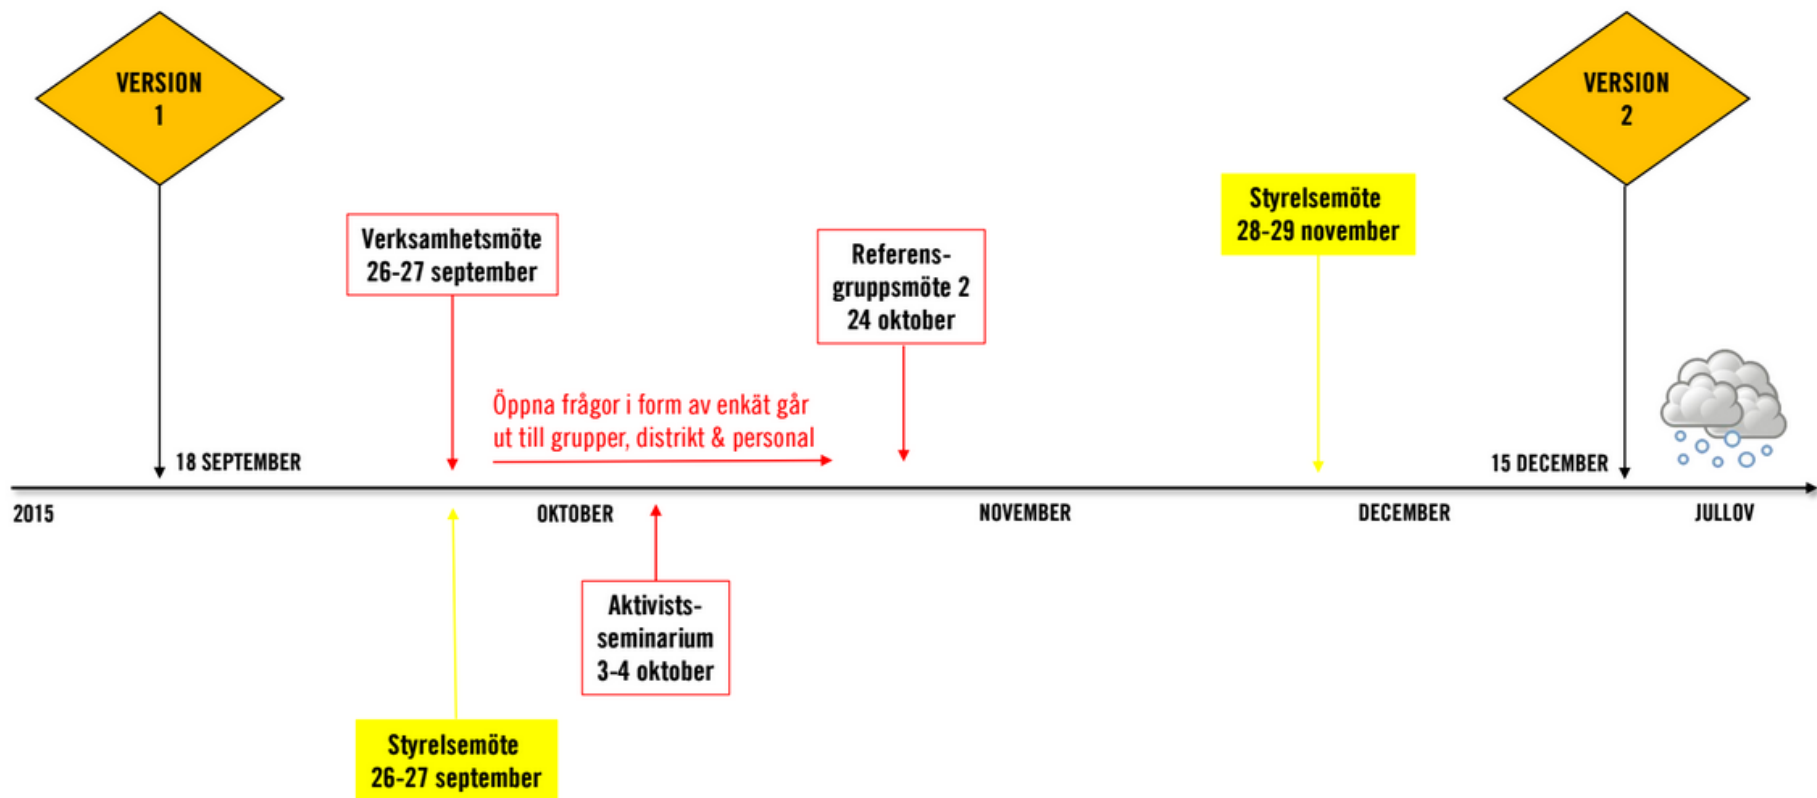 VERSION
1
VERSION
2
Styrelsemöte
28-29 november
Verksamhetsmöte
26-27 september
Referens-
gruppsmöte 2
24 oktober
Öppna frågor i form av enkät går
ut till grupper, distrikt & personal
18 SEPTEMBER
15 DECEMBER
2015
OKTOBER
NOVEMBER
DECEMBER
JULLOV
Aktivists-
seminarium
3-4 oktober
Styrelsemöte
26-27 september